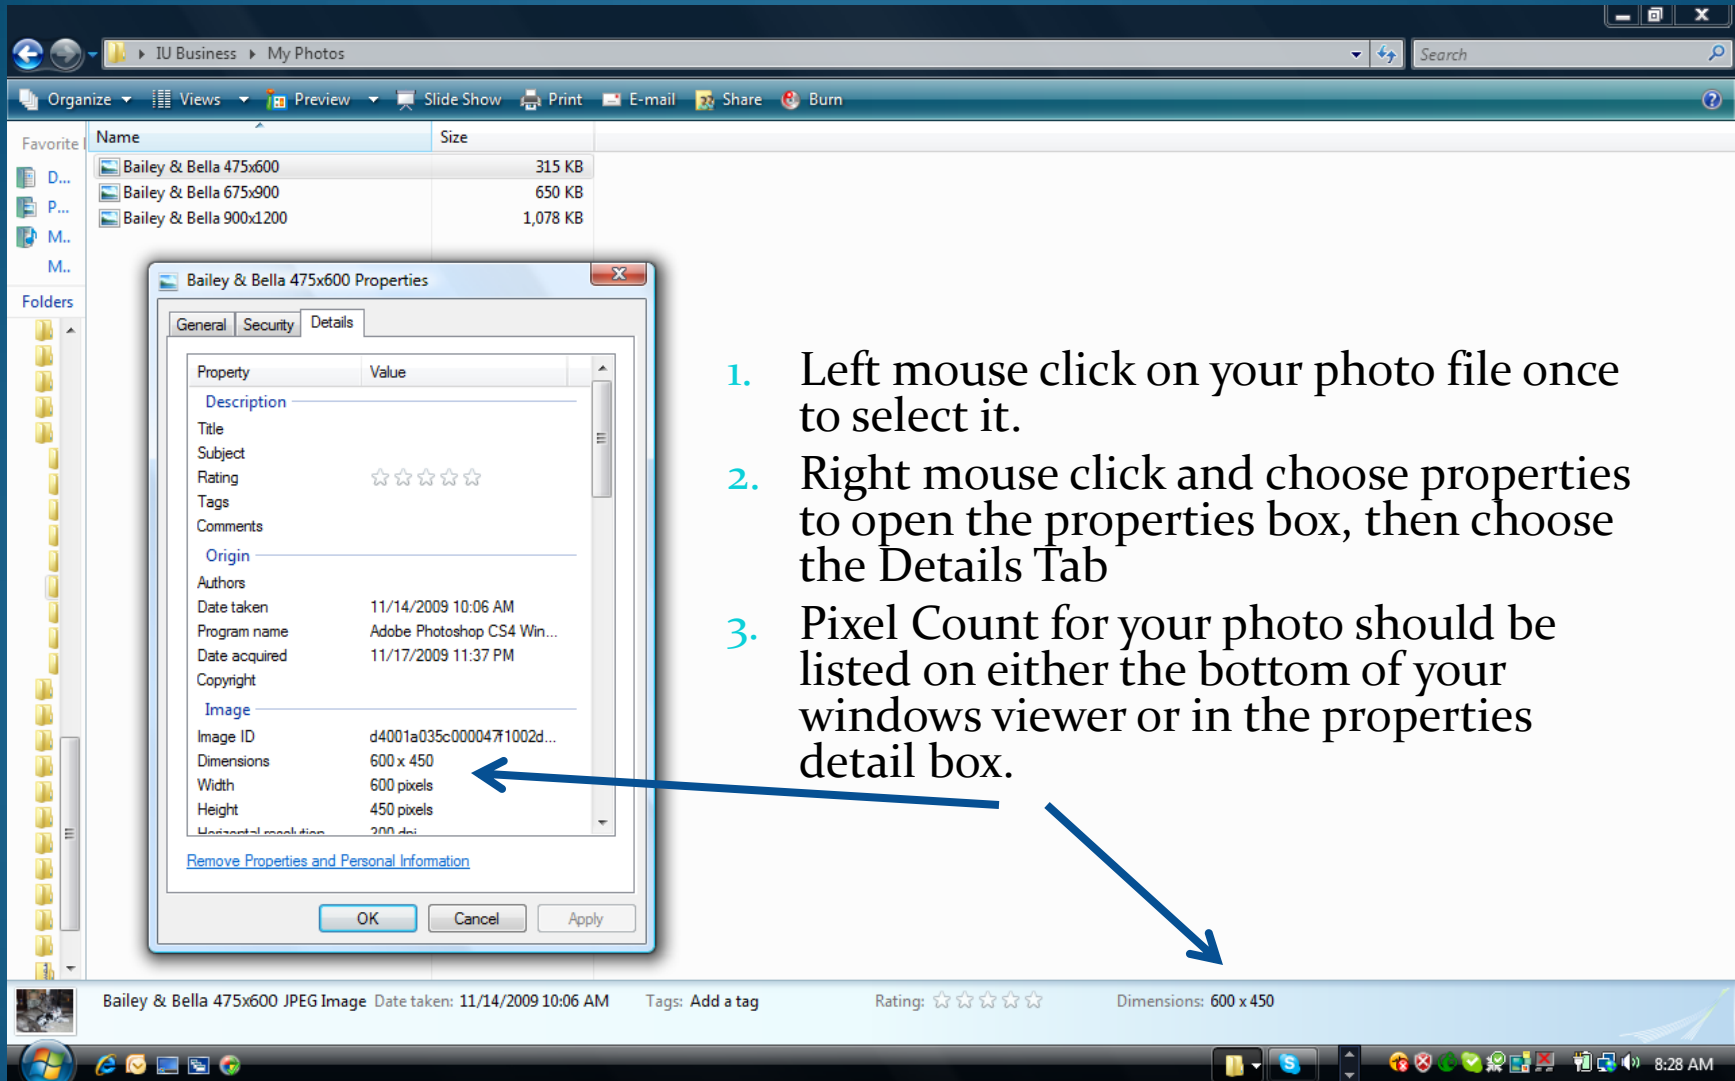 IU Business ▸ My Photos
Search
Organize Views Preview Slide Show Print E-mail Share Burn
Favorite
Name Size
Bailey & Bella 475x600 315 KB
D...
Bailey & Bella 675x900 650 KB
P...
Bailey & Bella 900x1200 1,078 KB
M..
M..
Folders
Bailey & Bella 475x600 Properties
General Security Details
Property Value
Description
Title
Subject
Rating
Tags
Comments
Origin
Authors
Date taken 11/14/2009 10:06 AM
Program name Adobe Photoshop CS4 Win...
Date acquired 11/17/2009 11:37 PM
Copyright
Image
Image ID d4001a035c000047f1002d...
Dimensions 600 x 450
Width 600 pixels
Height 450 pixels
Horizontal resolution 300 dpi
Remove Properties and Personal Information
OK Cancel Apply
1. Left mouse click on your photo file once
to select it.
2. Right mouse click and choose properties
to open the properties box, then choose
the Details Tab
3. Pixel Count for your photo should be
listed on either the bottom of your
windows viewer or in the properties
detail box.
Bailey & Bella 475x600 JPEG Image Date taken: 11/14/2009 10:06 AM Tags: Add a tag Rating: Dimensions: 600 x 450
8:28 AM